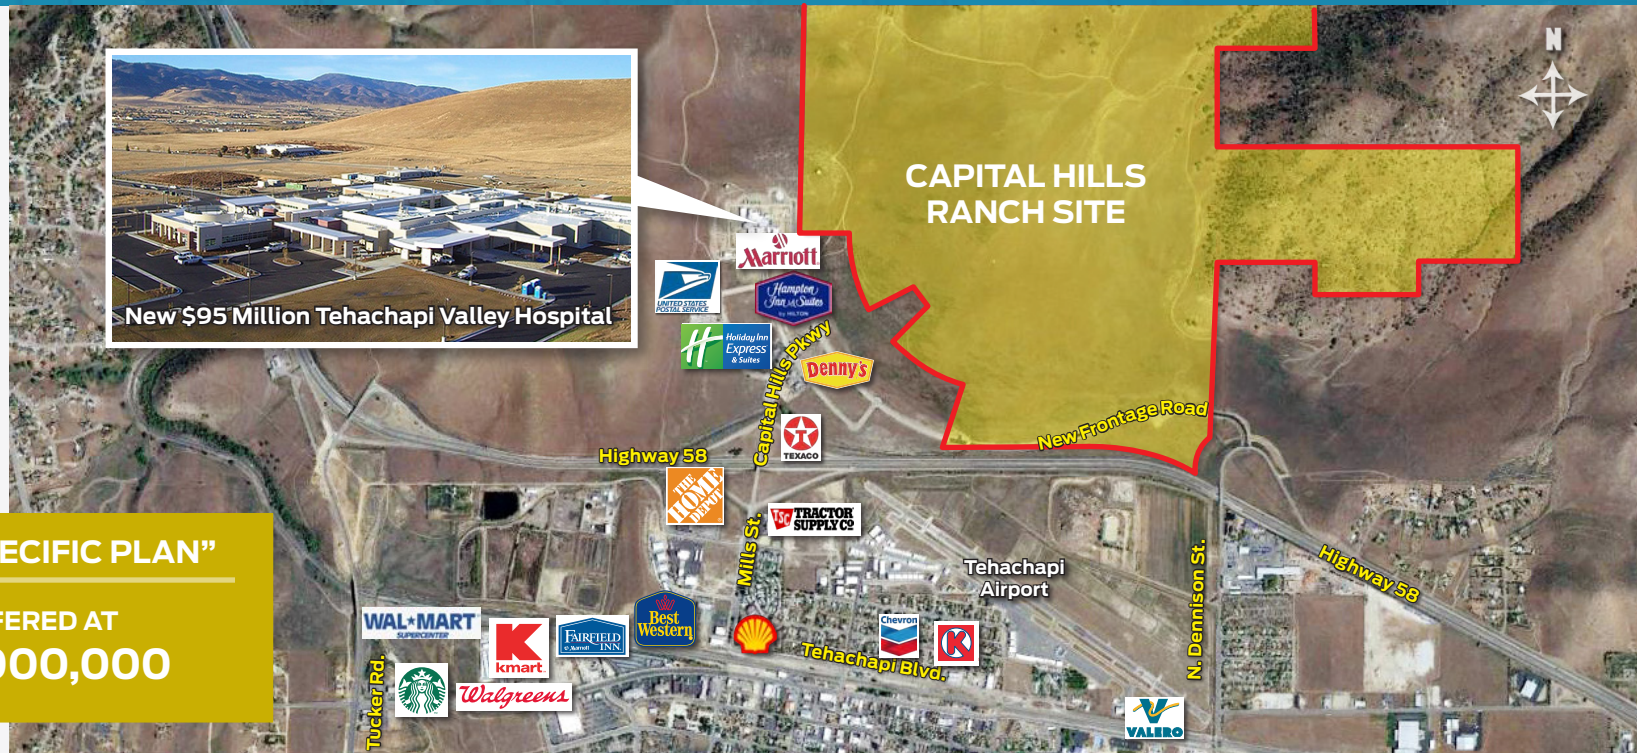 N
CAPITAL HILLS
RANCH SITE
New $95 Million Tehachapi Valley Hospital
Marriott
UNITED STATES
POSTAL SERVICE
Hampton
Inn & Suites
by HILTON
Holiday Inn
Express
& Suites
Capital Hills Pkwy
Denny's
New Frontage Road
TEXACO
Highway 58
THE
HOME
DEPOT
TSC TRACTOR
SUPPLY CO
Mills St.
ECIFIC PLAN”
Tehachapi
Airport
N. Dennison St.
Highway 58
FERED AT
000,000
WAL★MART
SUPERCENTER
K
kmart
FAIRFIELD
INN
Marriott
Best
Western
Chevron
K
Tehachapi Blvd.
Tucker Rd.
Walgreens
VALERO